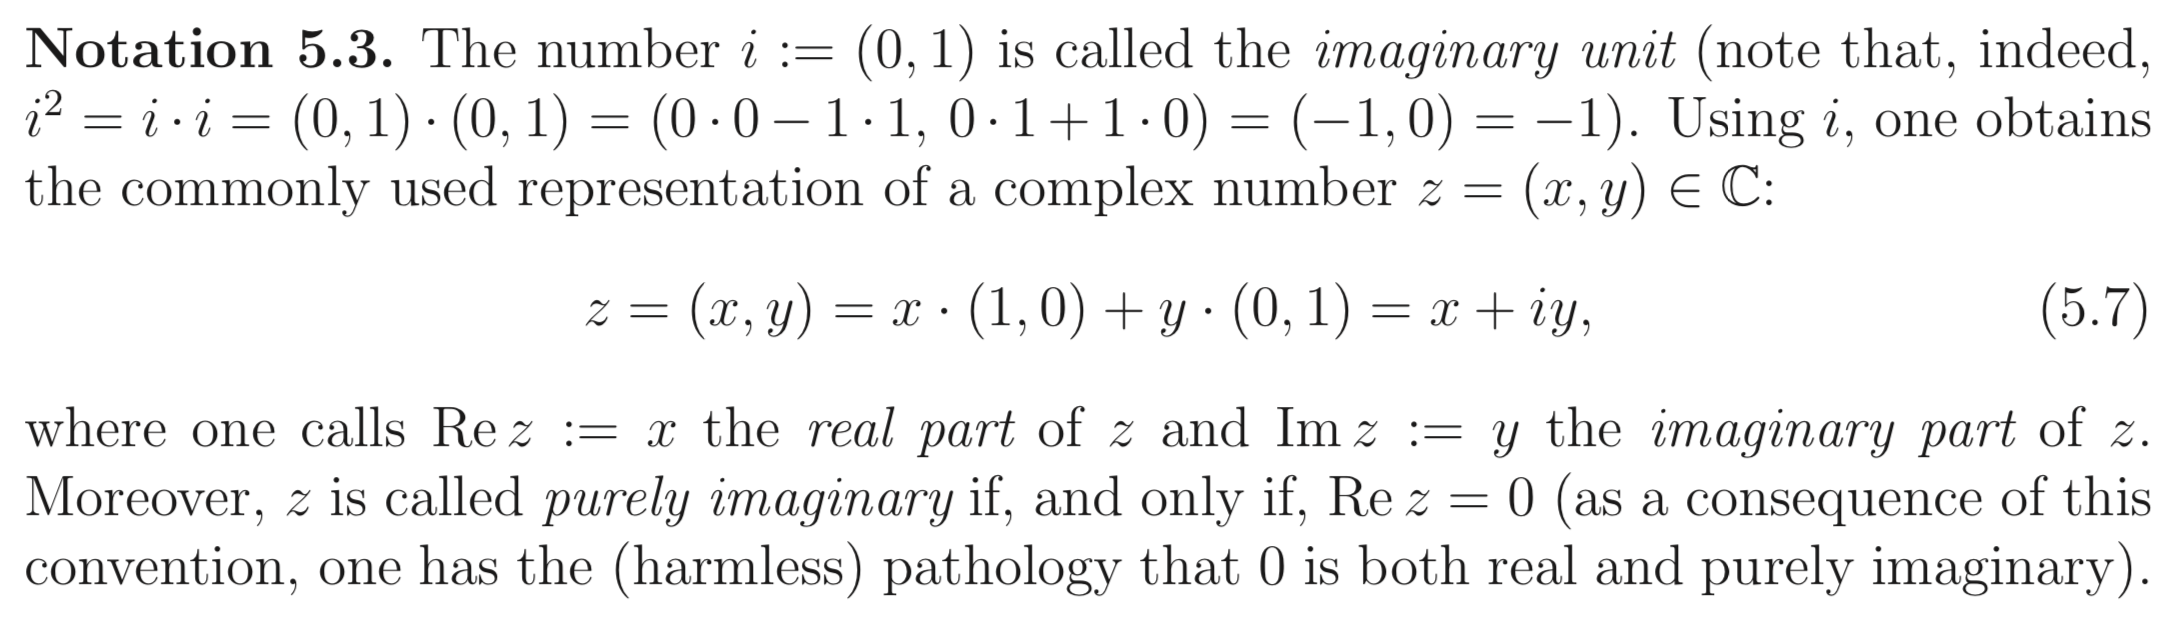 Notation 5.3. The number i := (0, 1) is called the imaginary unit (note that, indeed,
i² = i · i = (0, 1) · (0, 1) = (0 · 0 − 1 · 1, 0 · 1 + 1 · 0) = (−1, 0) = −1). Using i, one obtains
the commonly used representation of a complex number z = (x, y) ∈ ℂ:
z = (x, y) = x · (1, 0) + y · (0, 1) = x + iy, (5.7)
where one calls Re z := x the real part of z and Im z := y the imaginary part of z.
Moreover, z is called purely imaginary if, and only if, Re z = 0 (as a consequence of this
convention, one has the (harmless) pathology that 0 is both real and purely imaginary).